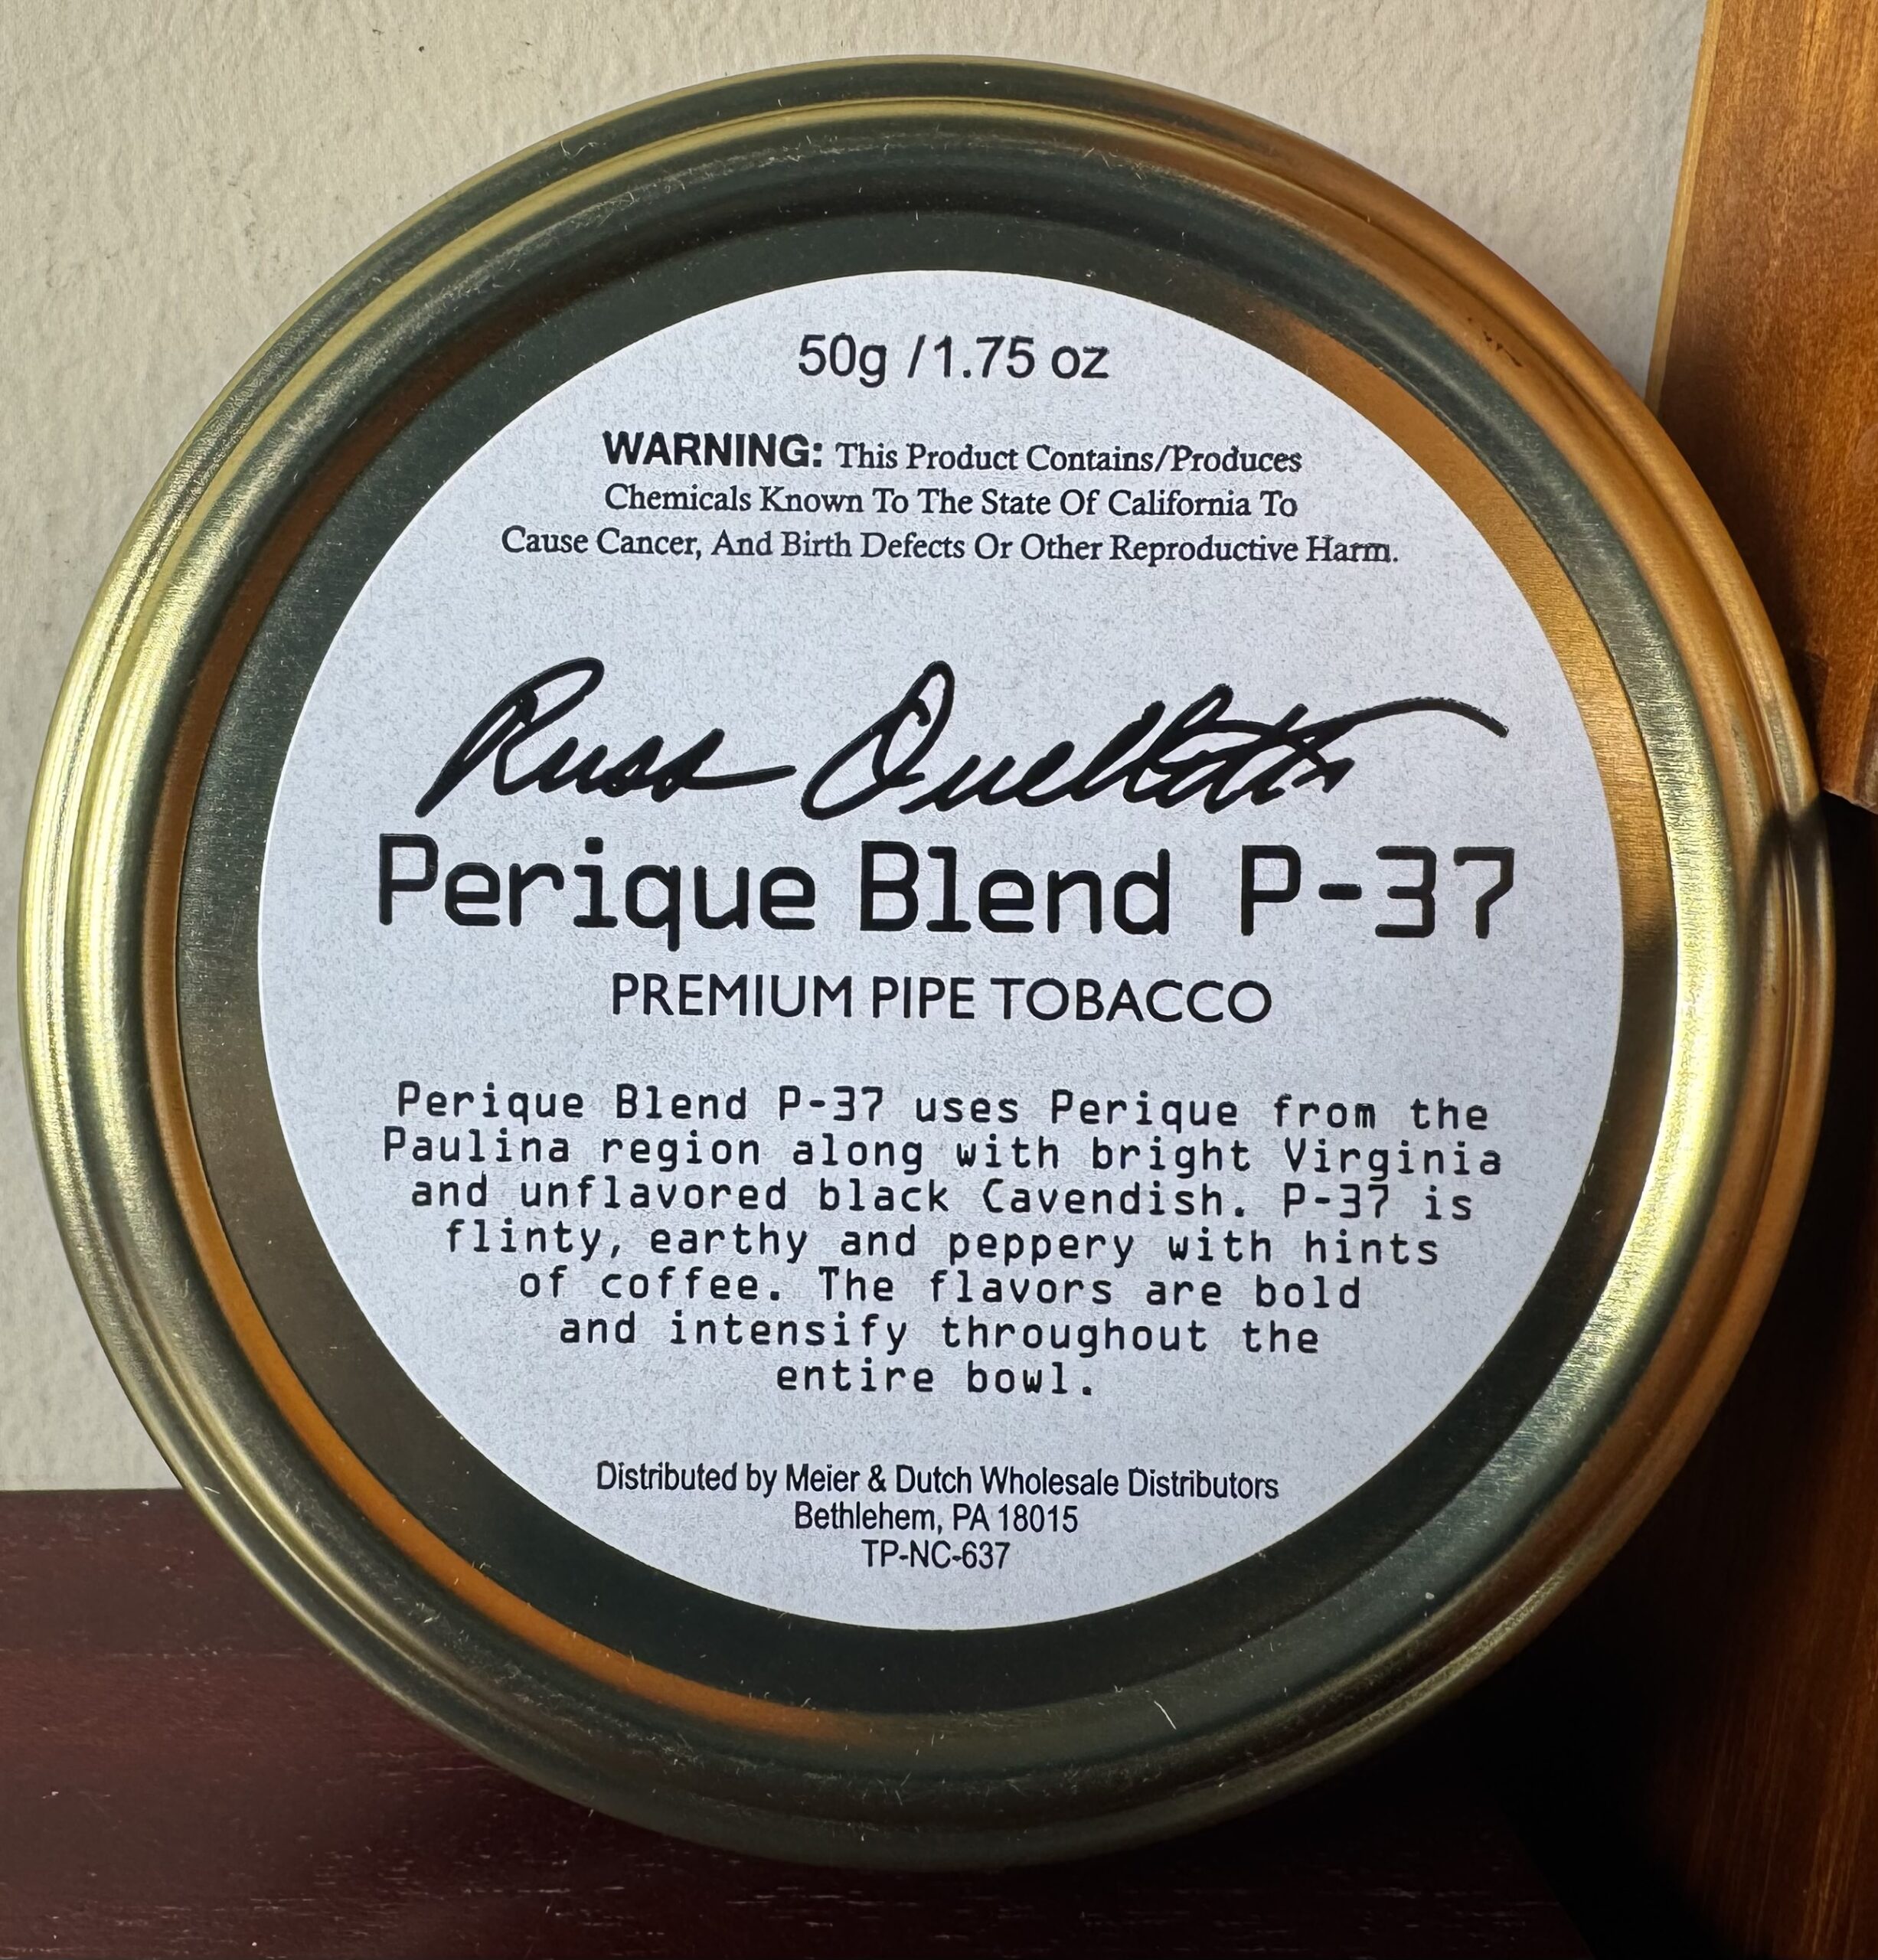 50g /1.75 oz
WARNING: This Product Contains/Produces
Chemicals Known To The State Of California To
Cause Cancer, And Birth Defects Or Other Reproductive Harm.
Russ Ouellette
Perique Blend P-37
PREMIUM PIPE TOBACCO
Perique Blend P-37 uses Perique from the
Paulina region along with bright Virginia
and unflavored black Cavendish. P-37 is
flinty, earthy and peppery with hints
of coffee. The flavors are bold
and intensify throughout the
entire bowl.
Distributed by Meier & Dutch Wholesale Distributors
Bethlehem, PA 18015
TP-NC-637